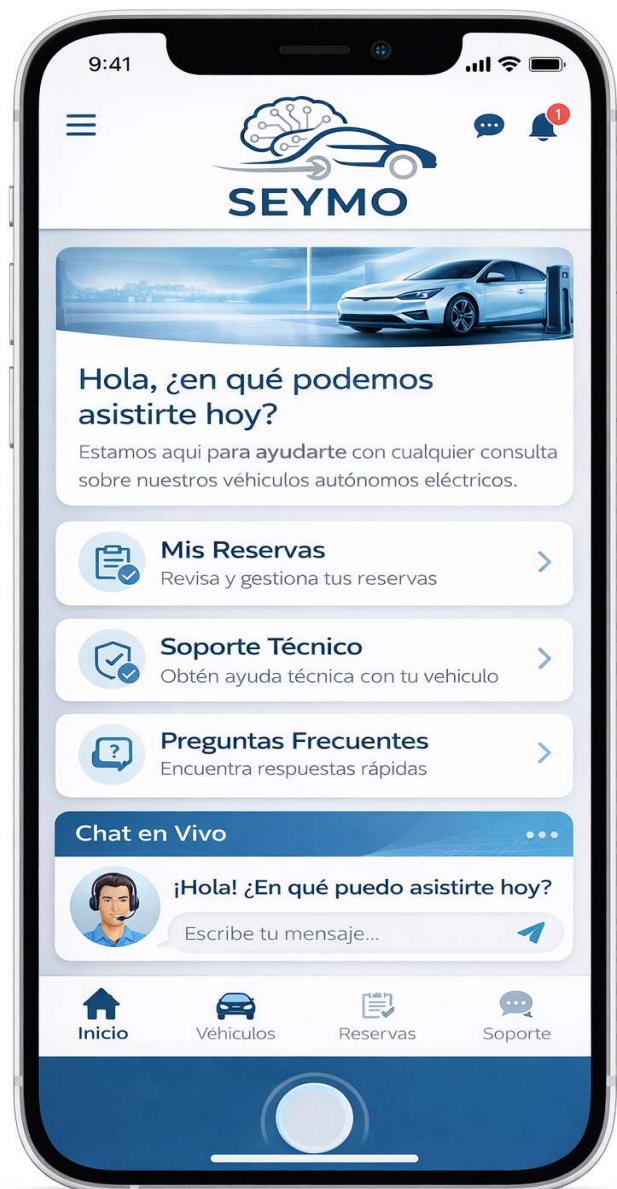 9:41
1
SEYMO
Hola, ¿en qué podemos
asistirte hoy?
Estamos aqui para ayudarte con cualquier consulta
sobre nuestros véhiculos autónomos eléctricos.
Mis Reservas
Revisa y gestiona tus reservas
Soporte Técnico
Obtén ayuda técnica con tu vehiculo
?
Preguntas Frecuentes
Encuentra respuestas rápidas
Chat en Vivo
¡Hola! ¿En qué puedo asistirte hoy?
Escribe tu mensaje...
Inicio
Véhiculos
Reservas
Soporte